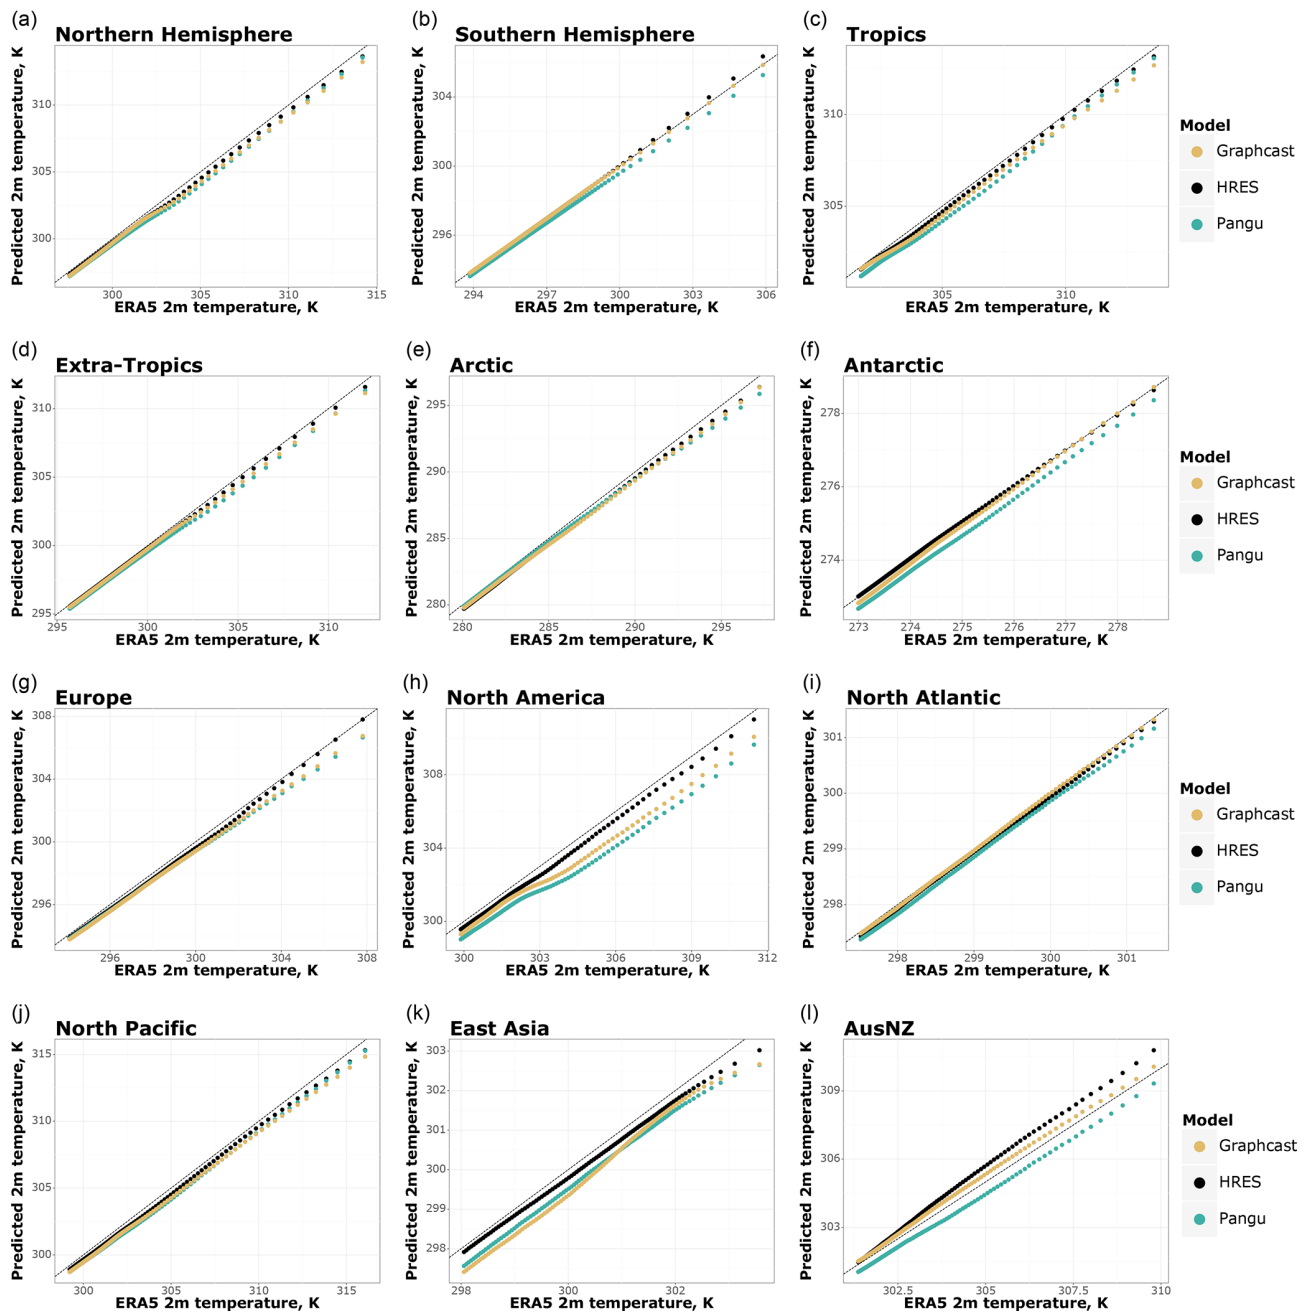 (a) Northern Hemisphere
(b) Southern Hemisphere
(c) Tropics
Predicted 2m temperature, K
310
305
300
300 305 310 315
ERA5 2m temperature, K
Predicted 2m temperature, K
304
300
296
294 297 300 303 306
ERA5 2m temperature, K
Predicted 2m temperature, K
310
305
305 310
ERA5 2m temperature, K
Model
Graphcast
HRES
Pangu
(d) Extra-Tropics
(e) Arctic
(f) Antarctic
Predicted 2m temperature, K
310
305
300
295
295 300 305 310
ERA5 2m temperature, K
Predicted 2m temperature, K
295
290
285
280
280 285 290 295
ERA5 2m temperature, K
Predicted 2m temperature, K
278
276
274
273 274 275 276 277 278
ERA5 2m temperature, K
Model
Graphcast
HRES
Pangu
(g) Europe
(h) North America
(i) North Atlantic
Predicted 2m temperature, K
308
304
300
296
296 300 304 308
ERA5 2m temperature, K
Predicted 2m temperature, K
308
304
300
300 303 306 309 312
ERA5 2m temperature, K
Predicted 2m temperature, K
301
300
299
298
298 299 300 301
ERA5 2m temperature, K
Model
Graphcast
HRES
Pangu
(j) North Pacific
(k) East Asia
(l) AusNZ
Predicted 2m temperature, K
315
310
305
300
300 305 310 315
ERA5 2m temperature, K
Predicted 2m temperature, K
303
302
301
300
299
298
298 300 302
ERA5 2m temperature, K
Predicted 2m temperature, K
309
306
303
302.5 305 307.5 310
ERA5 2m temperature, K
Model
Graphcast
HRES
Pangu